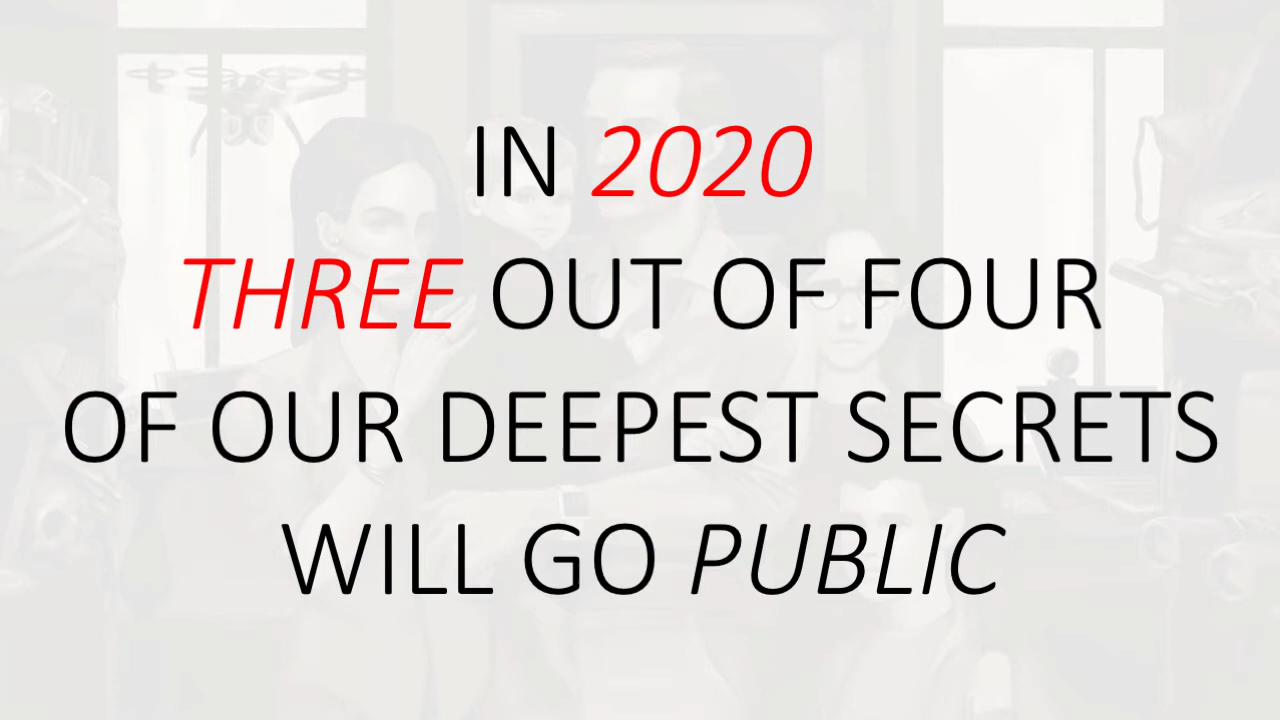 IN 2020
THREE OUT OF FOUR
OF OUR DEEPEST SECRETS
WILL GO PUBLIC